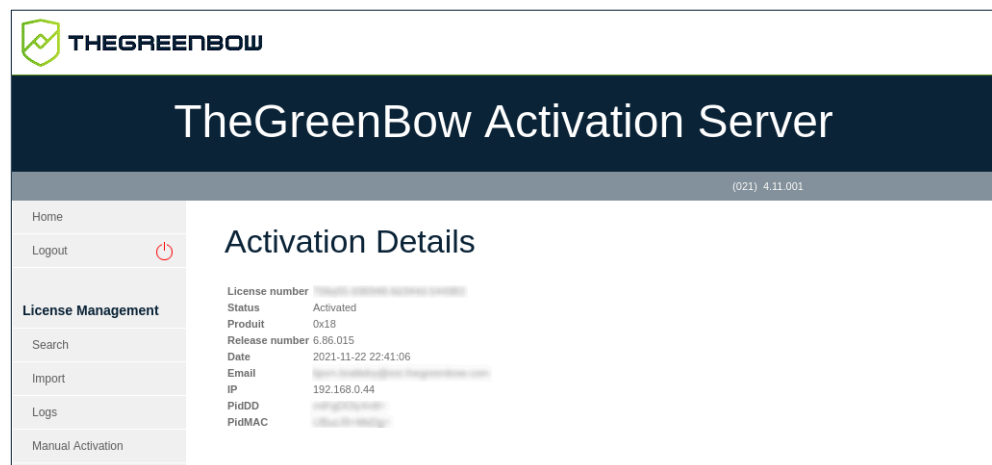 THEGREENBOW
TheGreenBow Activation Server
(021) 4.11.001
Home
Logout
License Management
Search
Import
Logs
Manual Activation
Activation Details
License number
Status Activated
Produit 0x18
Release number 6.86.015
Date 2021-11-22 22:41:06
Email
IP 192.168.0.44
PidDD
PidMAC